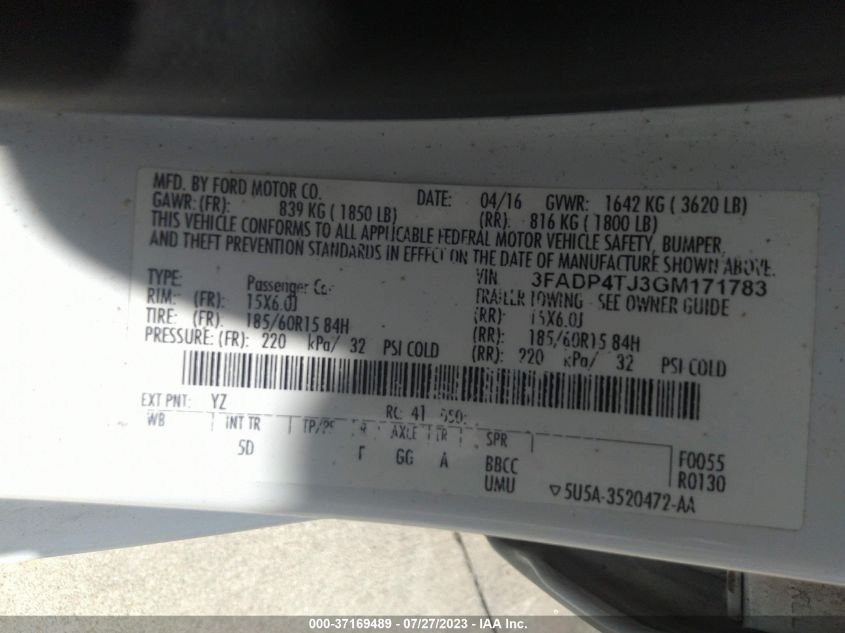 MFD. BY FORD MOTOR CO. DATE: 04/16 GVWR: 1642 KG ( 3620 LB)
GAWR: (FR): 839 KG ( 1850 LB) (RR): 816 KG ( 1800 LB)
THIS VEHICLE CONFORMS TO ALL APPLICABLE FEDERAL MOTOR VEHICLE SAFETY, BUMPER,
AND THEFT PREVENTION STANDARDS IN EFFECT ON THE DATE OF MANUFACTURE SHOWN ABOVE.
VIN: 3FADP4TJ3GM171783
TYPE: Passenger TRAILER TOWING - SEE OWNER GUIDE
RIM: (FR): 15X6.0J (RR): 15X6.0J
TIRE: (FR): 185/60R15 84H (RR): 185/60R15 84H
PRESSURE: (FR): 220 kPa/ 32 PSI COLD (RR): 220 kPa/ 32 PSI COLD
EXT PNT: YZ RC: 41
WB INT TR TP/PS R AXLE TR SPR
5D GG A BBCC F0055
UMU R0130
▽5U5A-3520472-AA
000-37169489 - 07/27/2023 - IAA Inc.